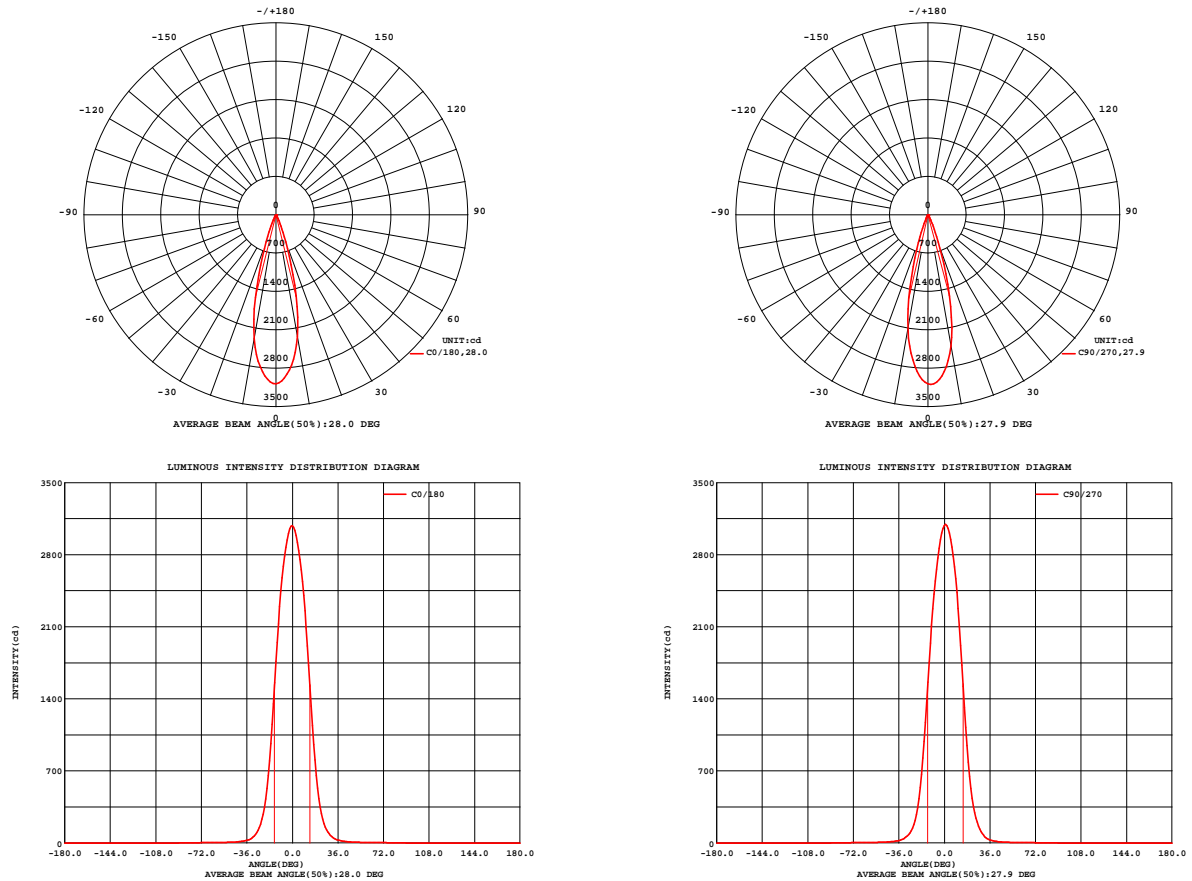 -/+180
-150
150
-120
120
-90
90
-60
60
-30
30
0
700
1400
2100
2800
3500
0
UNIT:cd
C0/180,28.0
AVERAGE BEAM ANGLE(50%):28.0 DEG
-/+180
-150
150
-120
120
-90
90
-60
60
-30
30
0
700
1400
2100
2800
3500
0
UNIT:cd
C90/270,27.9
AVERAGE BEAM ANGLE(50%):27.9 DEG
LUMINOUS INTENSITY DISTRIBUTION DIAGRAM
C0/180
INTENSITY(cd)
3500
2800
2100
1400
700
0
-180.0 -144.0 -108.0 -72.0 -36.0 0.0 36.0 72.0 108.0 144.0 180.0
ANGLE(DEG)
AVERAGE BEAM ANGLE(50%):28.0 DEG
LUMINOUS INTENSITY DISTRIBUTION DIAGRAM
C90/270
INTENSITY(cd)
3500
2800
2100
1400
700
0
-180.0 -144.0 -108.0 -72.0 -36.0 0.0 36.0 72.0 108.0 144.0 180.0
ANGLE(DEG)
AVERAGE BEAM ANGLE(50%):27.9 DEG